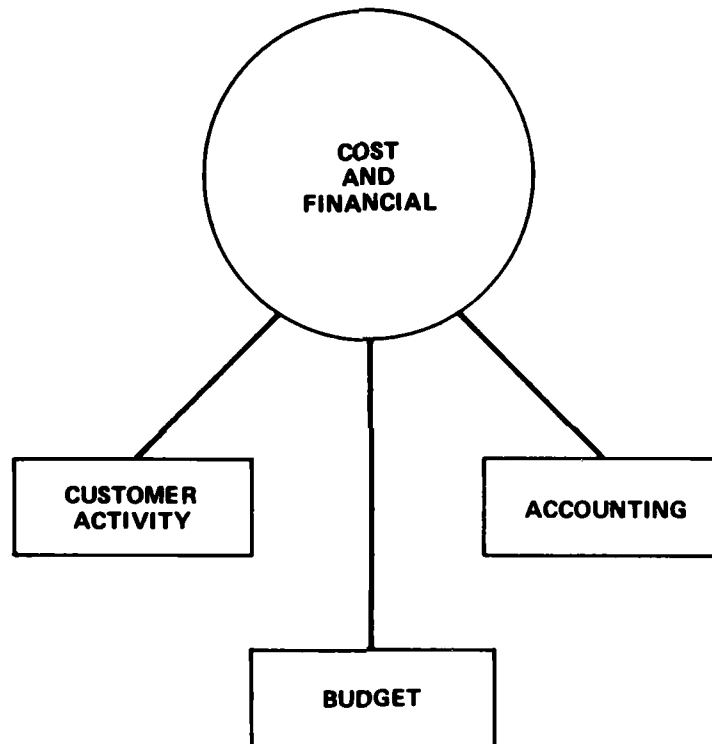 COST
AND
FINANCIAL
CUSTOMER
ACTIVITY
ACCOUNTING
BUDGET